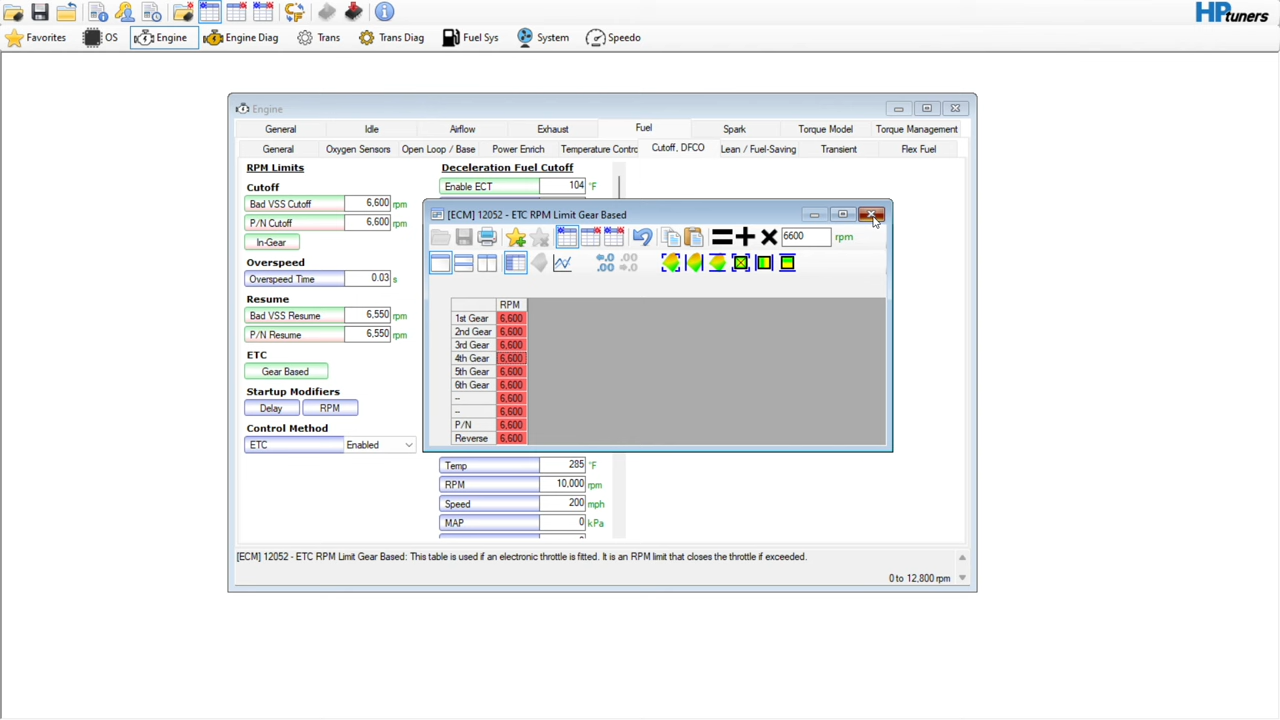 HPtuners
Favorites OS Engine Engine Diag Trans Trans Diag Fuel Sys System Speedo
Engine
General Idle Airflow Exhaust Fuel Spark Torque Model Torque Management
General Oxygen Sensors Open Loop / Base Power Enrich Temperature Contrc Cutoff, DFCO Lean / Fuel-Saving Transient Flex Fuel
RPM Limits
Cutoff
Bad VSS Cutoff 6,600 rpm
P/N Cutoff 6,600 rpm
In-Gear
Overspeed
Overspeed Time 0.03 s
Resume
Bad VSS Resume 6,550 rpm
P/N Resume 6,550 rpm
ETC
Gear Based
Startup Modifiers
Delay RPM
Control Method
ETC Enabled
Deceleration Fuel Cutoff
Enable ECT 104 °F
[ECM] 12052 - ETC RPM Limit Gear Based
6600 rpm
RPM
1st Gear 6,600
2nd Gear 6,600
3rd Gear 6,600
4th Gear 6,600
5th Gear 6,600
6th Gear 6,600
-- 6,600
-- 6,600
P/N 6,600
Reverse 6,600
Temp 285 °F
RPM 10,000 rpm
Speed 200 mph
MAP 0 kPa
[ECM] 12052 - ETC RPM Limit Gear Based: This table is used if an electronic throttle is fitted. It is an RPM limit that closes the throttle if exceeded.
0 to 12,800 rpm